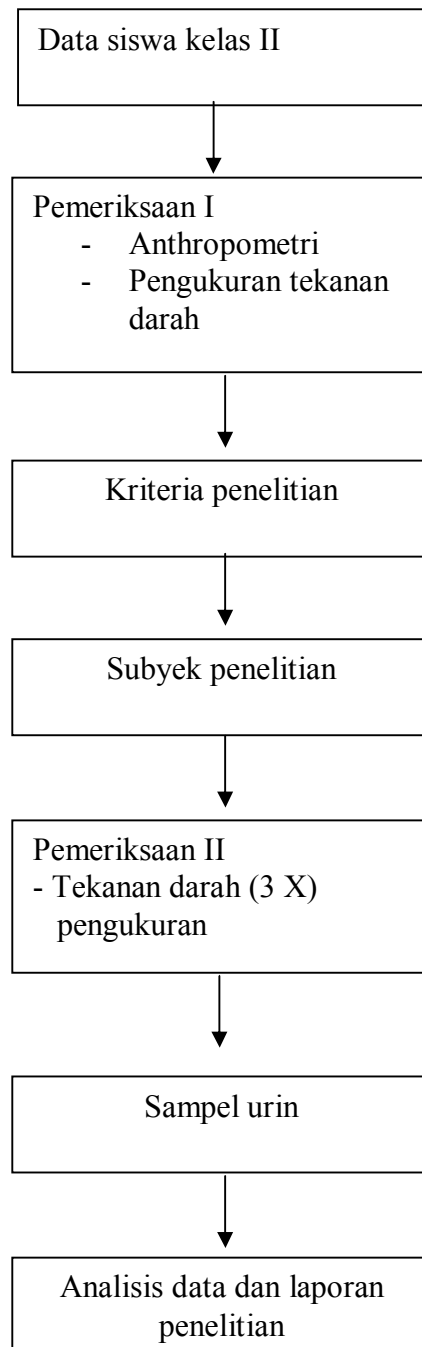 Data siswa kelas II
Pemeriksaan I
- Anthropometri
- Pengukuran tekanan
darah
Kriteria penelitian
Subyek penelitian
Pemeriksaan II
- Tekanan darah (3 X)
pengukuran
Sampel urin
Analisis data dan laporan
penelitian